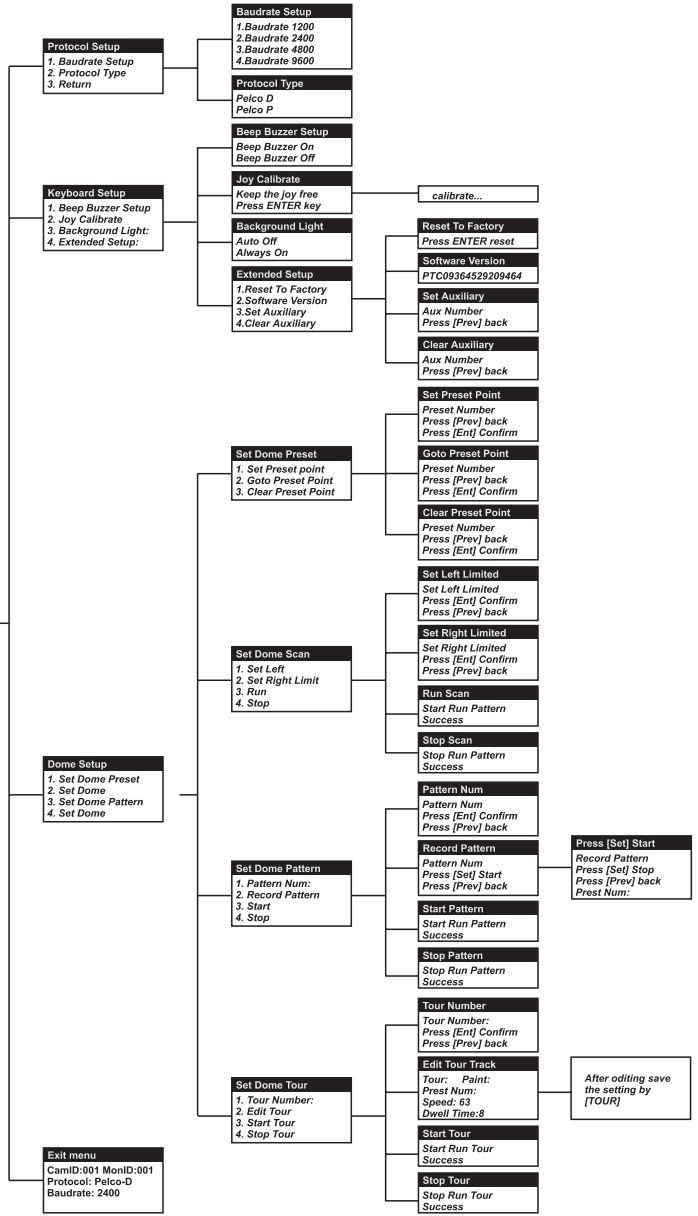 Protocol Setup
1. Baudrate Setup
2. Protocol Type
3. Return
Baudrate Setup
1.Baudrate 1200
2.Baudrate 2400
3.Baudrate 4800
4.Baudrate 9600
Protocol Type
Pelco D
Pelco P
Keyboard Setup
1. Beep Buzzer Setup
2. Joy Calibrate
3. Background Light:
4. Extended Setup:
Beep Buzzer Setup
Beep Buzzer On
Beep Buzzer Off
Joy Calibrate
Keep the joy free
Press ENTER key
calibrate...
Background Light
Auto Off
Always On
Extended Setup
1.Reset To Factory
2.Software Version
3.Set Auxiliary
4.Clear Auxiliary
Reset To Factory
Press ENTER reset
Software Version
PTC09364529209464
Set Auxiliary
Aux Number
Press [Prev] back
Clear Auxiliary
Aux Number
Press [Prev] back
Dome Setup
1. Set Dome Preset
2. Set Dome
3. Set Dome Pattern
4. Set Dome
Set Dome Preset
1. Set Preset point
2. Goto Preset Point
3. Clear Preset Point
Set Preset Point
Preset Number
Press [Prev] back
Press [Ent] Confirm
Goto Preset Point
Preset Number
Press [Prev] back
Press [Ent] Confirm
Clear Preset Point
Preset Number
Press [Prev] back
Press [Ent] Confirm
Set Dome Scan
1. Set Left
2. Set Right Limit
3. Run
4. Stop
Set Left Limited
Set Left Limited
Press [Ent] Confirm
Press [Prev] back
Set Right Limited
Set Right Limited
Press [Ent] Confirm
Press [Prev] back
Run Scan
Start Run Pattern
Success
Stop Scan
Stop Run Pattern
Success
Set Dome Pattern
1. Pattern Num:
2. Record Pattern
3. Start
4. Stop
Pattern Num
Pattern Num
Press [Ent] Confirm
Press [Prev] back
Record Pattern
Pattern Num
Press [Set] Start
Press [Prev] back
Press [Set] Start
Record Pattern
Press [Set] Stop
Press [Prev] back
Prest Num:
Start Pattern
Start Run Pattern
Success
Stop Pattern
Stop Run Pattern
Success
Set Dome Tour
1. Tour Number:
2. Edit Tour
3. Start Tour
4. Stop Tour
Tour Number
Tour Number:
Press [Ent] Confirm
Press [Prev] back
Edit Tour Track
Tour: Paint:
Prest Num:
Speed: 63
Dwell Time:8
After oditing save
the setting by
[TOUR]
Start Tour
Start Run Tour
Success
Stop Tour
Stop Run Tour
Success
Exit menu
CamID:001 MonID:001
Protocol: Pelco-D
Baudrate: 2400